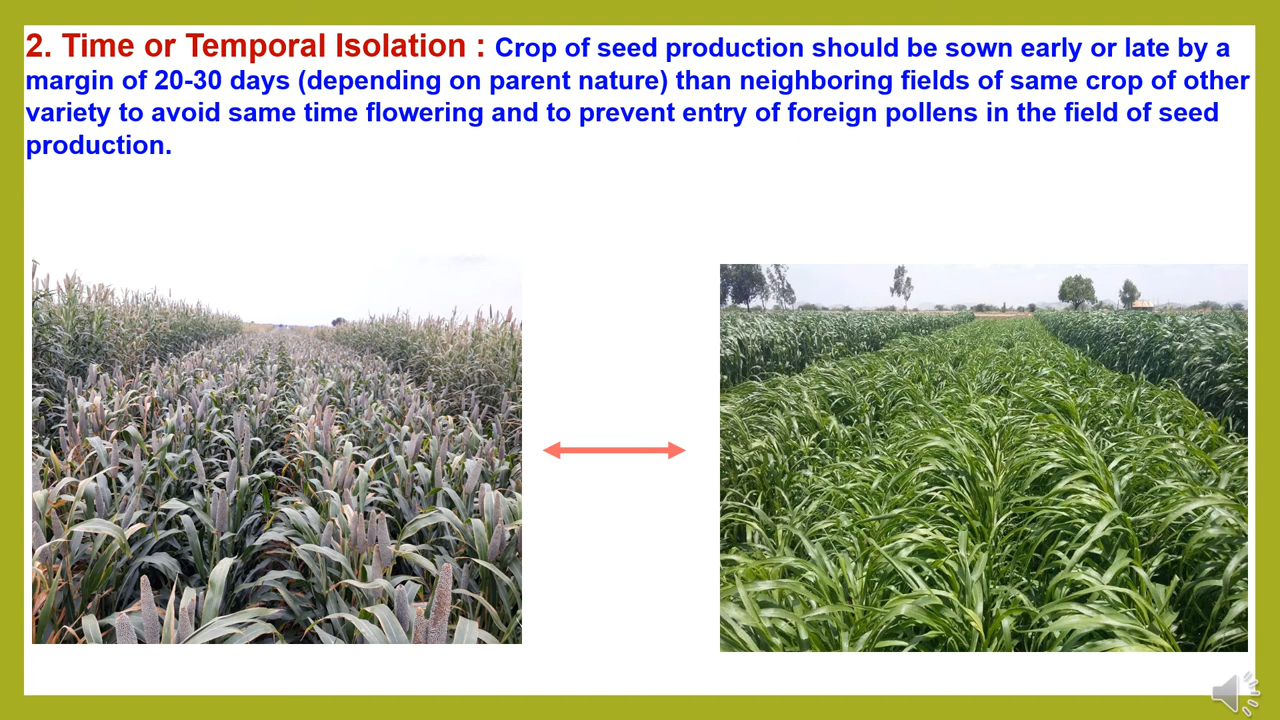 2. Time or Temporal Isolation : Crop of seed production should be sown early or late by a
margin of 20-30 days (depending on parent nature) than neighboring fields of same crop of other
variety to avoid same time flowering and to prevent entry of foreign pollens in the field of seed
production.